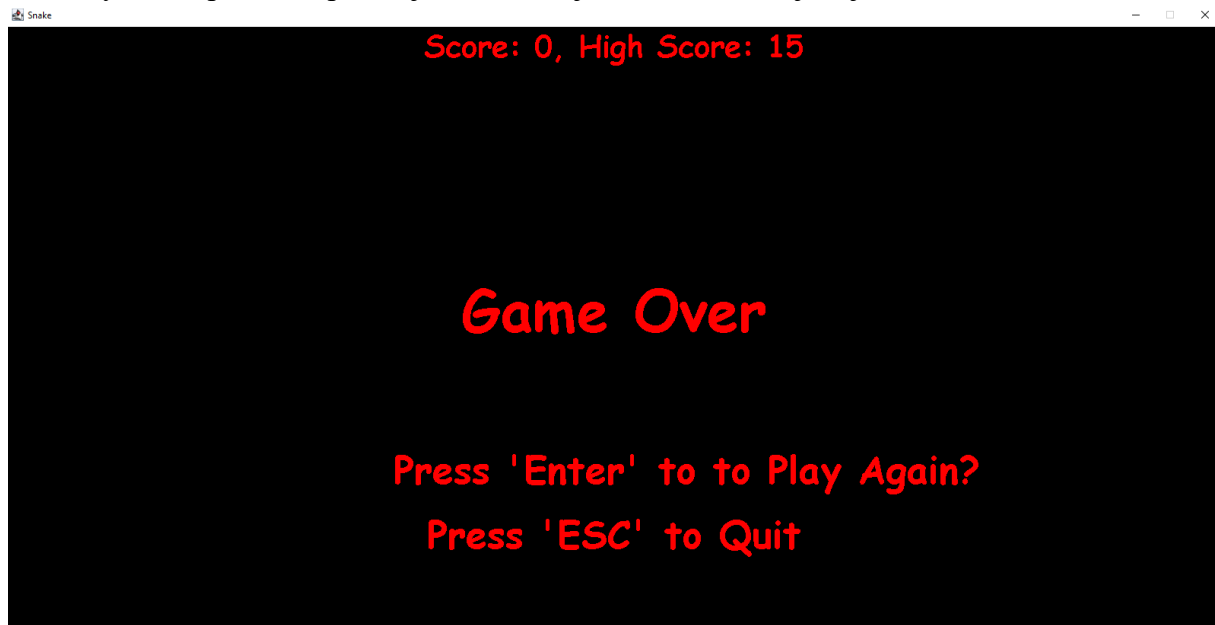 Snake
Score: 0, High Score: 15
Game Over
Press 'Enter' to to Play Again?
Press 'ESC' to Quit